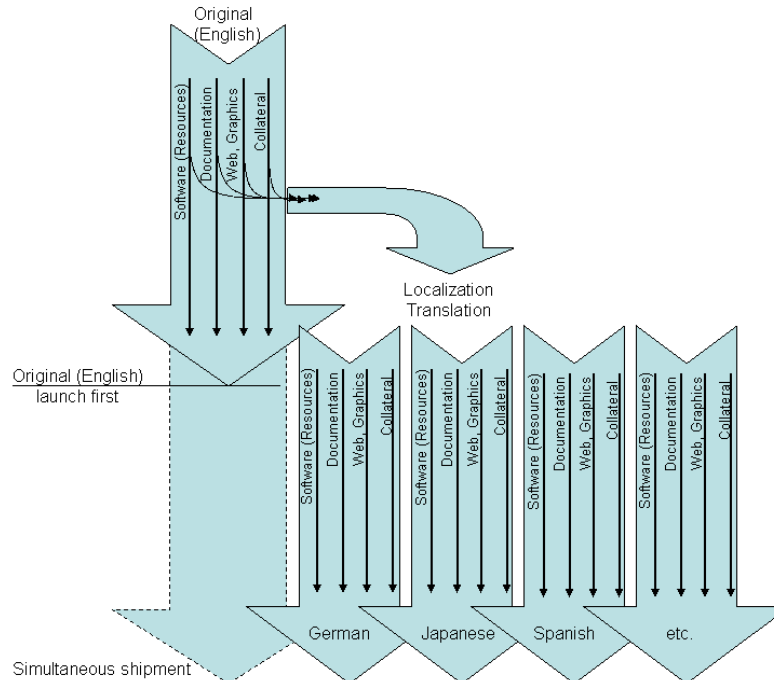 Original
(English)
Software (Resources)
Documentation
Web, Graphics
Collateral
Localization
Translation
Original (English)
launch first
Software (Resources)
Documentation
Web, Graphics
Collateral
Software (Resources)
Documentation
Web, Graphics
Collateral
Software (Resources)
Documentation
Web, Graphics
Collateral
Software (Resources)
Documentation
Web, Graphics
Collateral
German
Japanese
Spanish
etc.
Simultaneous shipment